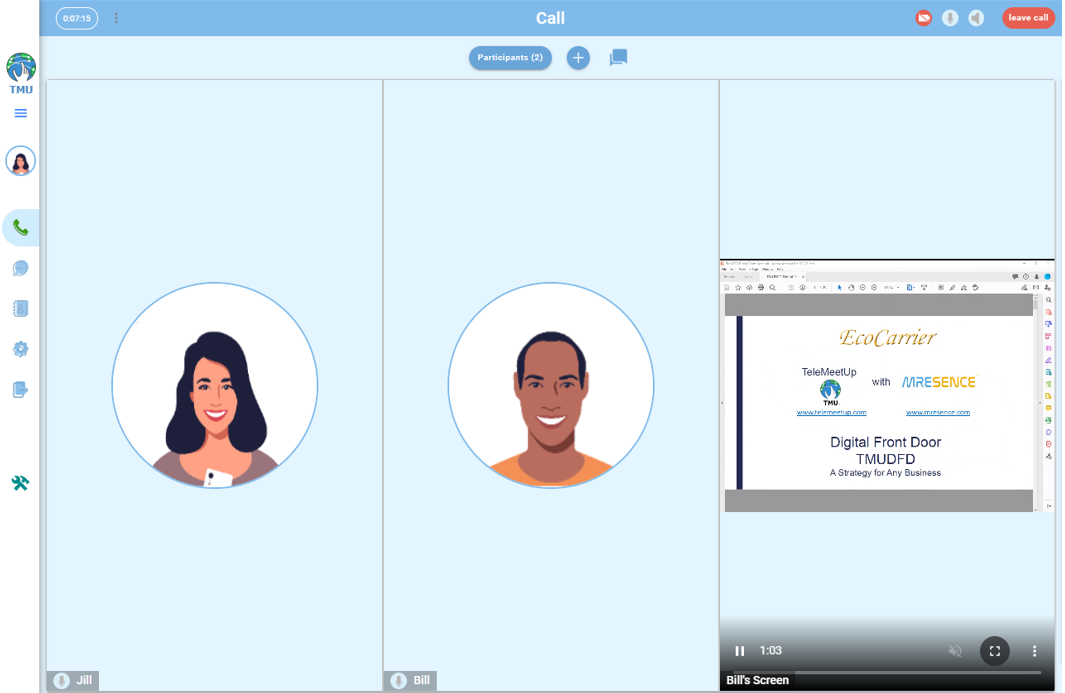 0:07:15
Call
leave call
TMU
Participants (2)
EcoCarrier
TeleMeetUp
with
MRESENCE
TMU
www.telemeetup.com
www.mresence.com
Digital Front Door
TMUDFD
A Strategy for Any Business
1:03
Jill
Bill
Bill's Screen